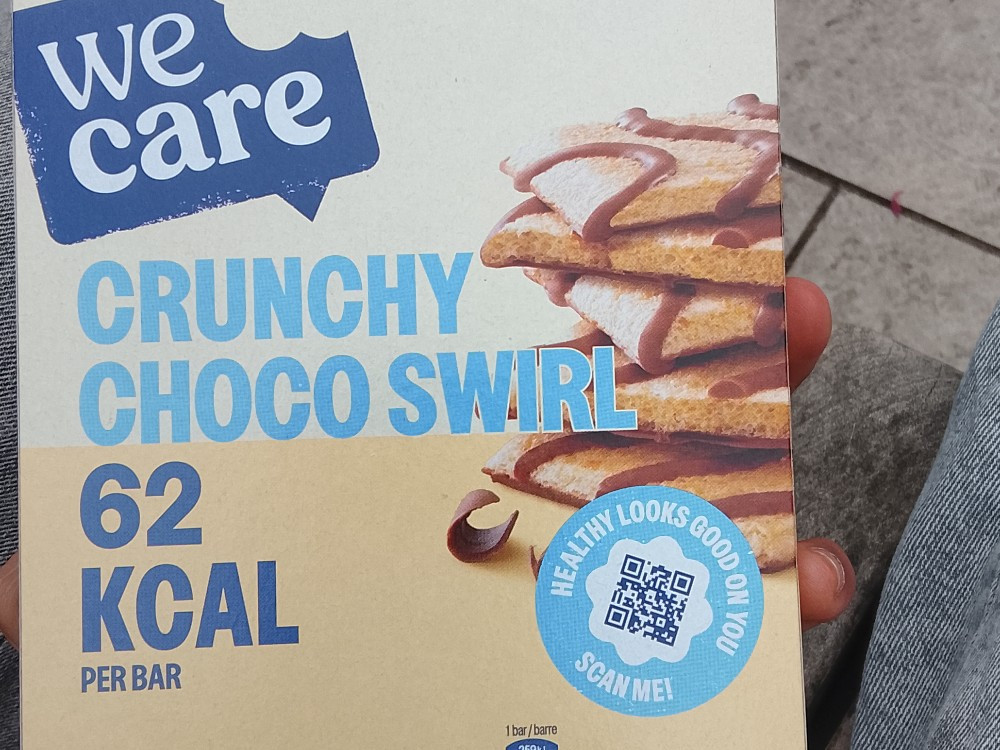 we
care
CRUNCHY
CHOCO SWIRL
62
KCAL
PER BAR
HEALTHY LOOKS GOOD ON YOU
SCAN ME!
1 bar / barre